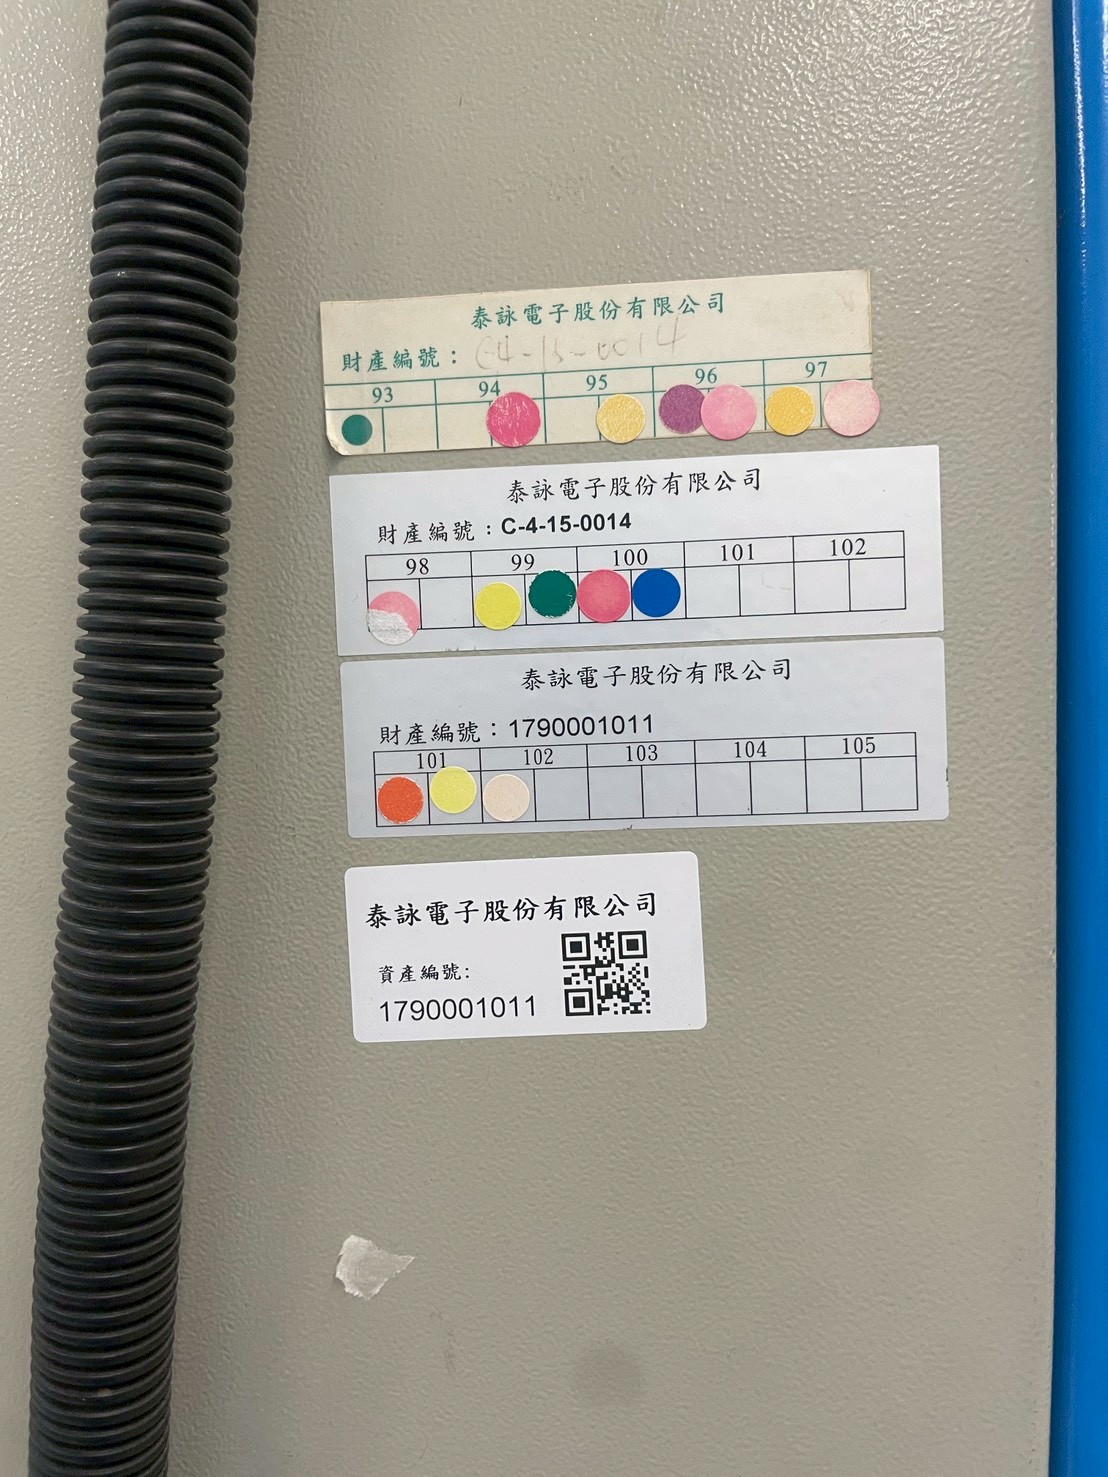 泰詠電子股份有限公司
財產編號：C-4-15-0014
93 94 95 96 97
泰詠電子股份有限公司
財產編號：C-4-15-0014
98 99 100 101 102
泰詠電子股份有限公司
財產編號：1790001011
101 102 103 104 105
泰詠電子股份有限公司
資產編號:
1790001011